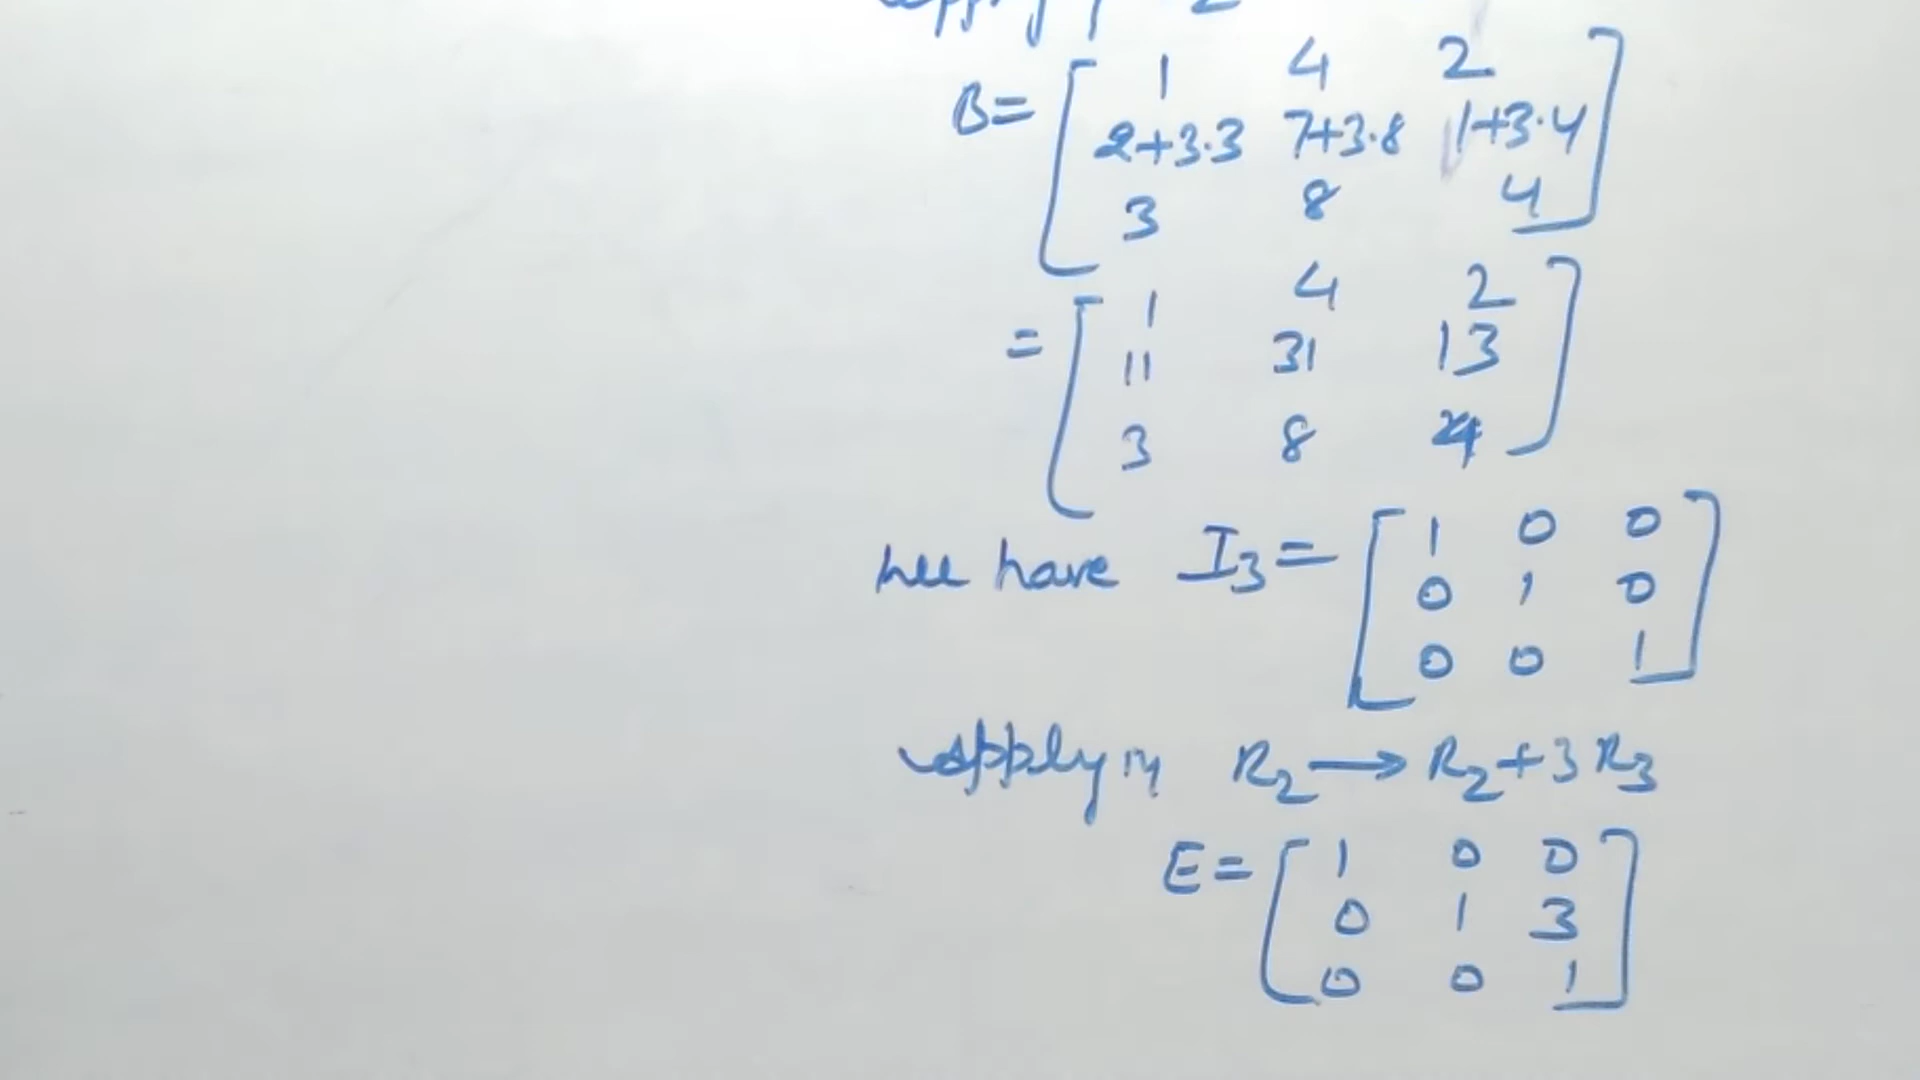 B= [ 1 4 2
2+3·3 7+3·8 1+3·4
3 8 4 ]
= [ 1 4 2
11 31 13
3 8 4 ]
we have I₃= [ 1 0 0
0 1 0
0 0 1 ]
apply in R₂ → R₂+3R₃
E= [ 1 0 0
0 1 3
0 0 1 ]